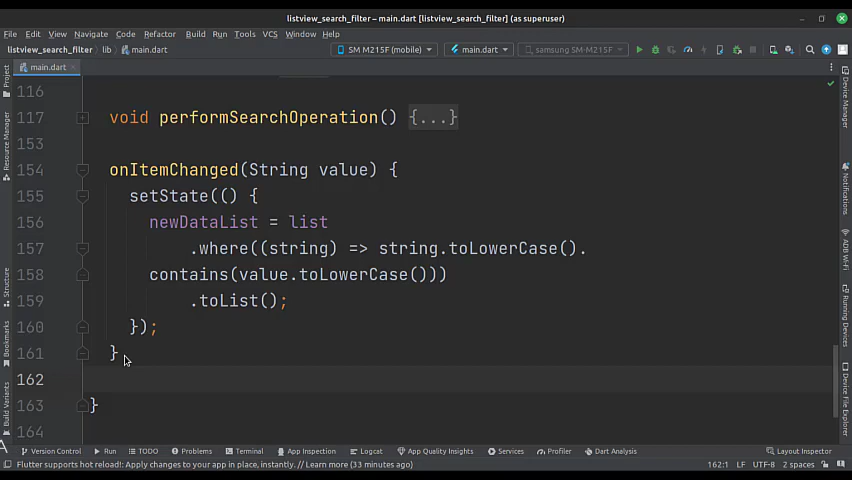 listview_search_filter – main.dart [listview_search_filter] (as superuser)
File Edit View Navigate Code Refactor Build Run Tools VCS Window Help
listview_search_filter lib main.dart SM M215F (mobile) main.dart samsung SM-M215F
Project
main.dart
Device Manager
116
117 void performSearchOperation() {...}
Resource Manager
153
154 onItemChanged(String value) {
Notifications
155 setState(() {
156 newDataList = list
157 .where((string) => string.toLowerCase().
ADB Wi-Fi
158 contains(value.toLowerCase()))
Structure
159 .toList();
Running Devices
160 });
Bookmarks
161 }
162
Device File Explorer
163 }
Build Variants
164
A
Version Control Run TODO Problems Terminal App Inspection Logcat App Quality Insights Services Profiler Dart Analysis Layout Inspector
Flutter supports hot reload!: Apply changes to your app in place, instantly. // Learn more (33 minutes ago) 162:1 LF UTF-8 2 spaces